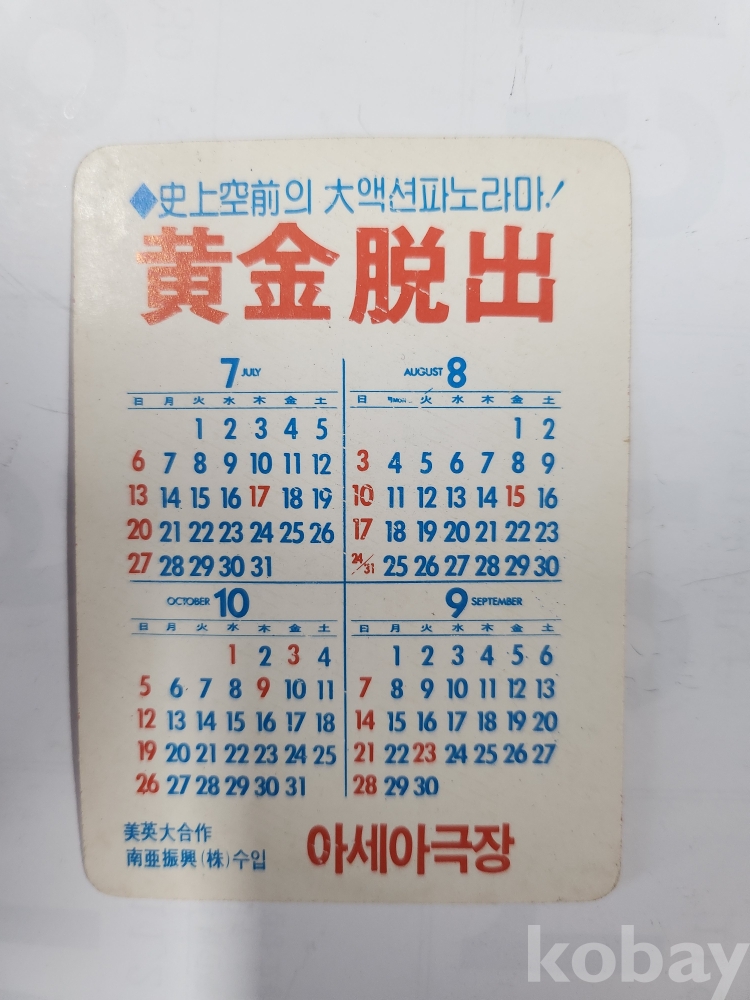 ◆史上空前의 大액션파노라마!
黄金脱出
7 JULY
日 月 火 水 木 金 土
1 2 3 4 5
6 7 8 9 10 11 12
13 14 15 16 17 18 19
20 21 22 23 24 25 26
27 28 29 30 31
AUGUST 8
日 火 水 木 金 土
1 2
3 4 5 6 7 8 9
10 11 12 13 14 15 16
17 18 19 20 21 22 23
24/31 25 26 27 28 29 30
OCTOBER 10
日 月 火 水 木 金 土
1 2 3 4
5 6 7 8 9 10 11
12 13 14 15 16 17 18
19 20 21 22 23 24 25
26 27 28 29 30 31
9 SEPTEMBER
日 月 火 水 木 金 土
1 2 3 4 5 6
7 8 9 10 11 12 13
14 15 16 17 18 19 20
21 22 23 24 25 26 27
28 29 30
美英大合作
南亜振興(株)수입
아세아극장
kobay